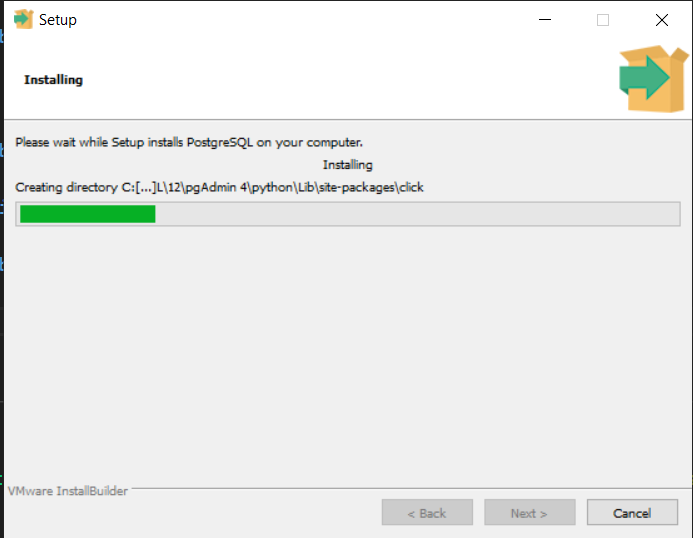 Setup
Installing
Please wait while Setup installs PostgreSQL on your computer.
Installing
Creating directory C:[...]L\12\pgAdmin 4\python\Lib\site-packages\click
VMware InstallBuilder
< Back
Next >
Cancel